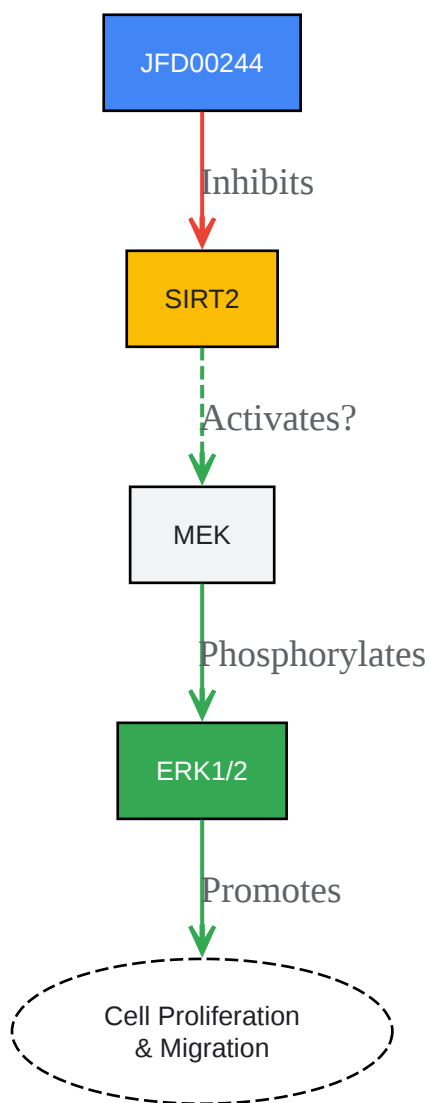 JFD00244
Inhibits
SIRT2
Activates?
MEK
Phosphorylates
ERK1/2
Promotes
Cell Proliferation
& Migration